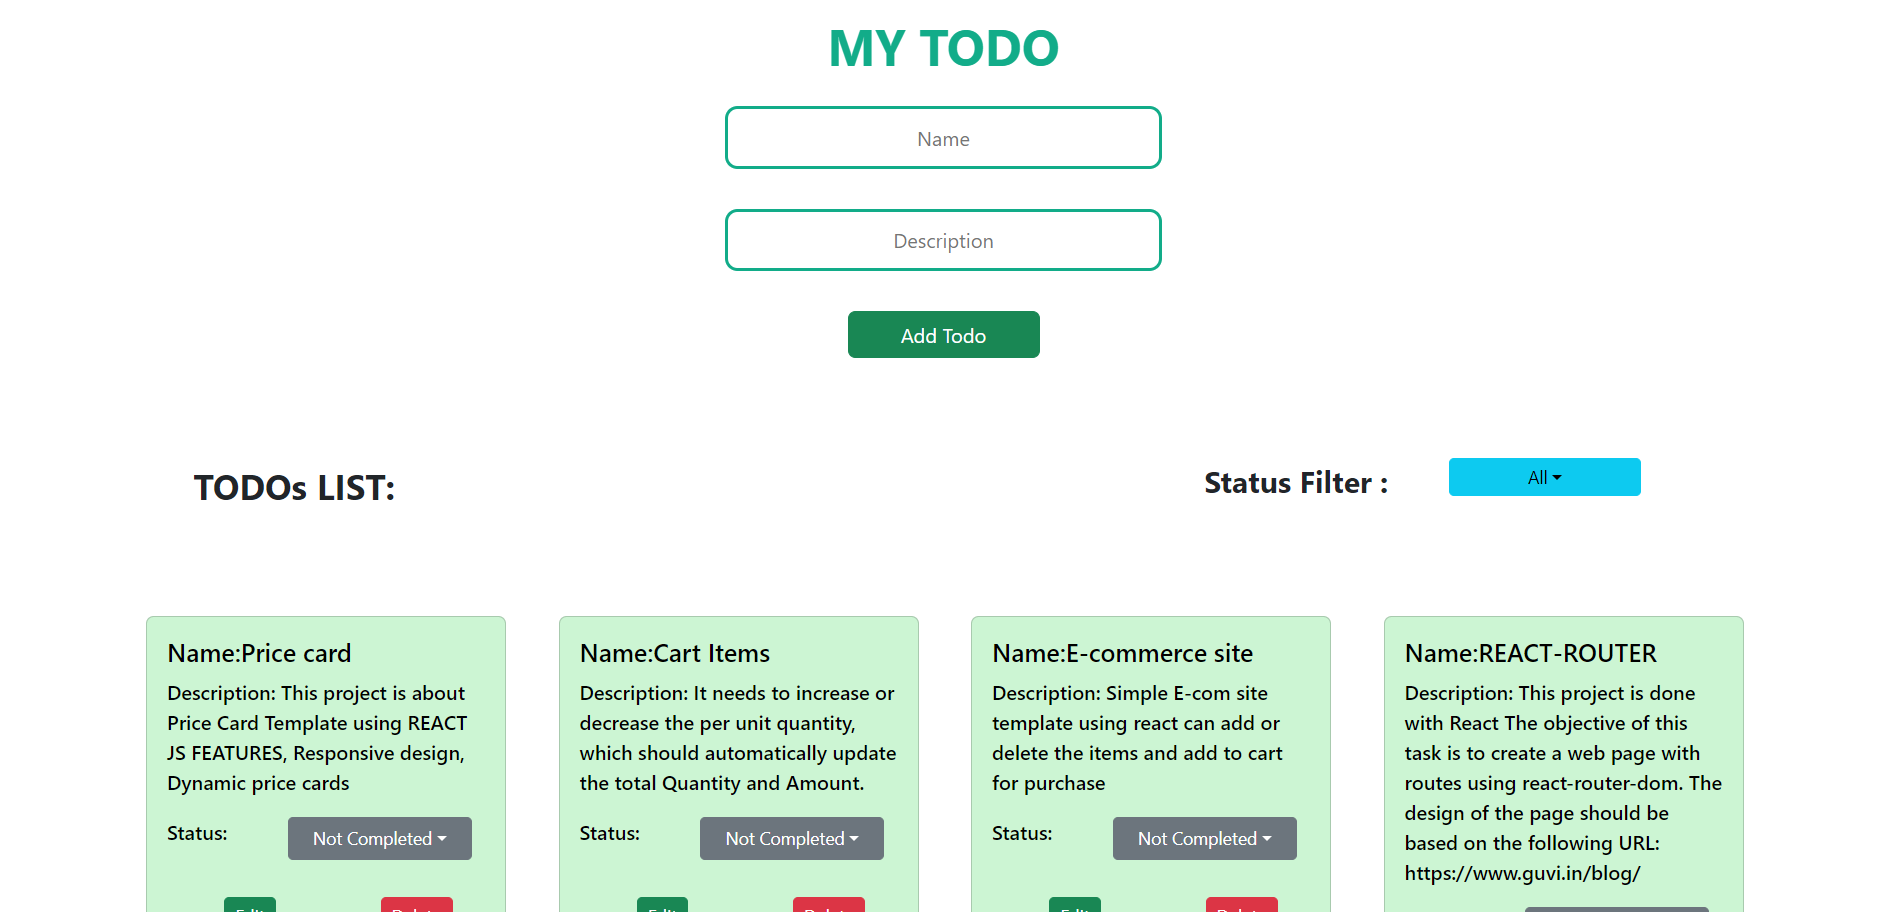 MY TODO
Name
Description
Add Todo
TODOs LIST:
Status Filter :
All
Name:Price card
Description: This project is about
Price Card Template using REACT
JS FEATURES, Responsive design,
Dynamic price cards
Status:
Not Completed
Name:Cart Items
Description: It needs to increase or
decrease the per unit quantity,
which should automatically update
the total Quantity and Amount.
Status:
Not Completed
Name:E-commerce site
Description: Simple E-com site
template using react can add or
delete the items and add to cart
for purchase
Status:
Not Completed
Name:REACT-ROUTER
Description: This project is done
with React The objective of this
task is to create a web page with
routes using react-router-dom. The
design of the page should be
based on the following URL:
https://www.guvi.in/blog/